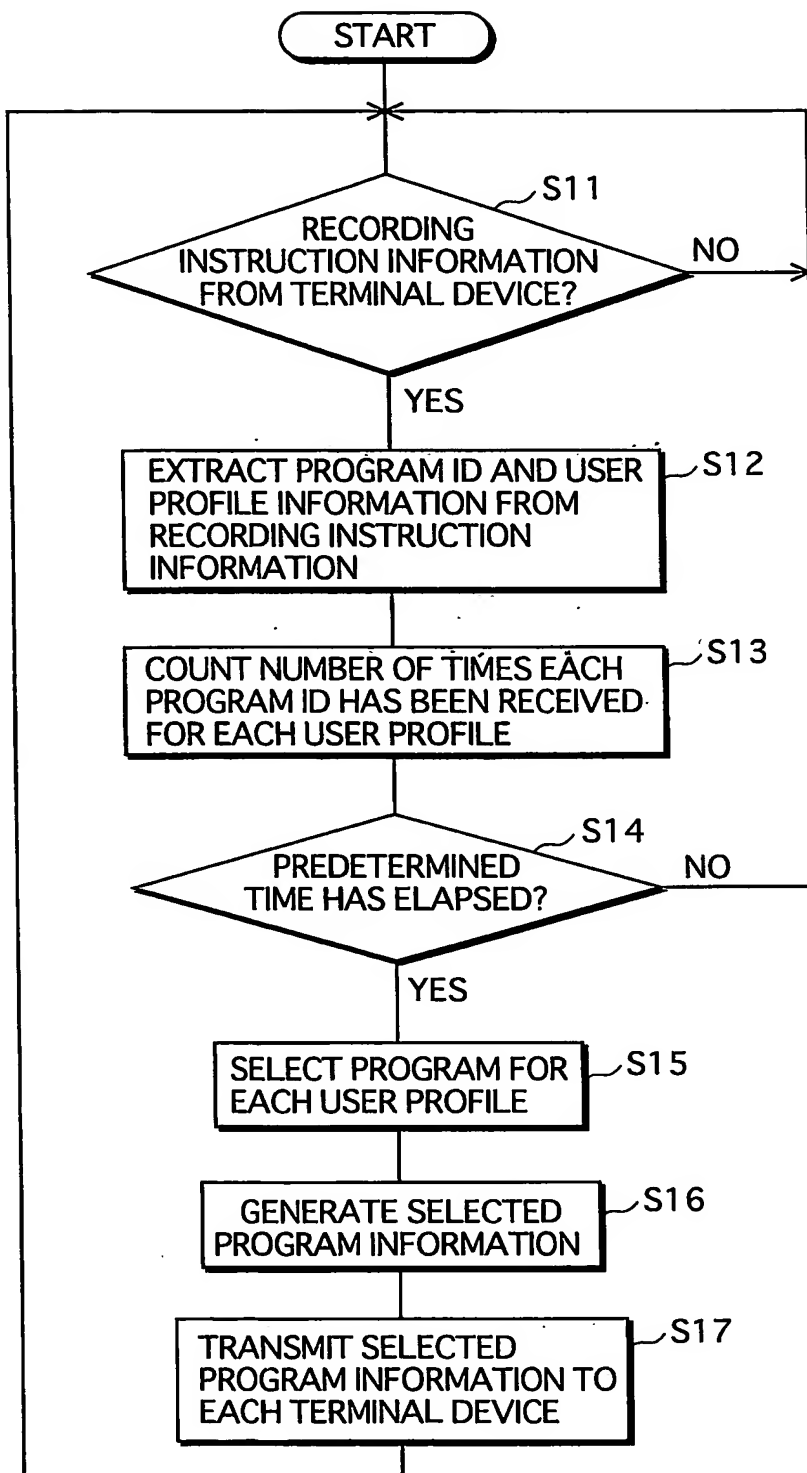 START
S11
RECORDING
INSTRUCTION INFORMATION
FROM TERMINAL DEVICE?
NO
YES
S12
EXTRACT PROGRAM ID AND USER
PROFILE INFORMATION FROM
RECORDING INSTRUCTION
INFORMATION
S13
COUNT NUMBER OF TIMES EACH
PROGRAM ID HAS BEEN RECEIVED
FOR EACH USER PROFILE
S14
PREDETERMINED
TIME HAS ELAPSED?
NO
YES
S15
SELECT PROGRAM FOR
EACH USER PROFILE
S16
GENERATE SELECTED
PROGRAM INFORMATION
S17
TRANSMIT SELECTED
PROGRAM INFORMATION TO
EACH TERMINAL DEVICE